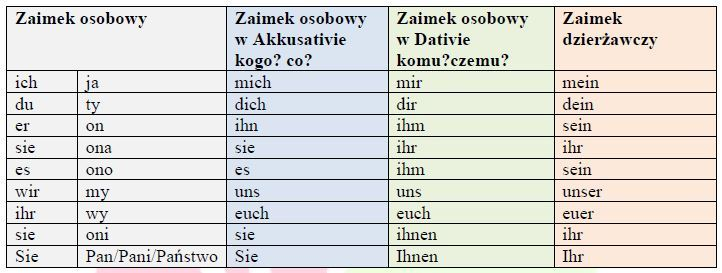 Zaimek osobowy Zaimek osobowy w Akkusativie kogo? co? Zaimek osobowy w Dativie komu?czemu? Zaimek dzierżawczy
ich ja mich mir mein
du ty dich dir dein
er on ihn ihm sein
sie ona sie ihr ihr
es ono es ihm sein
wir my uns uns unser
ihr wy euch euch euer
sie oni sie ihnen ihr
Sie Pan/Pani/Państwo Sie Ihnen Ihr